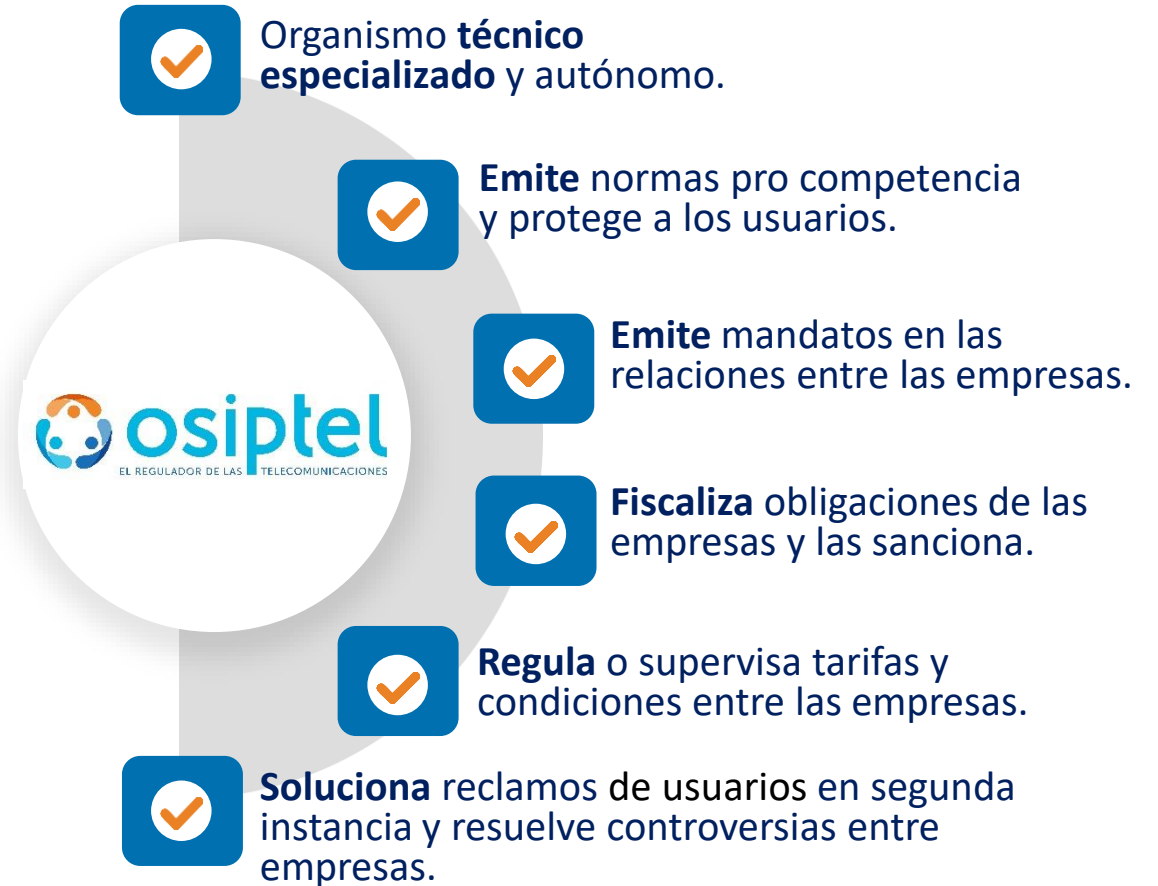 Organismo técnico
especializado y autónomo.
Emite normas pro competencia
y protege a los usuarios.
Emite mandatos en las
relaciones entre las empresas.
osiptel
EL REGULADOR DE LAS TELECOMUNICACIONES
Fiscaliza obligaciones de las
empresas y las sanciona.
Regula o supervisa tarifas y
condiciones entre las empresas.
Soluciona reclamos de usuarios en segunda
instancia y resuelve controversias entre
empresas.